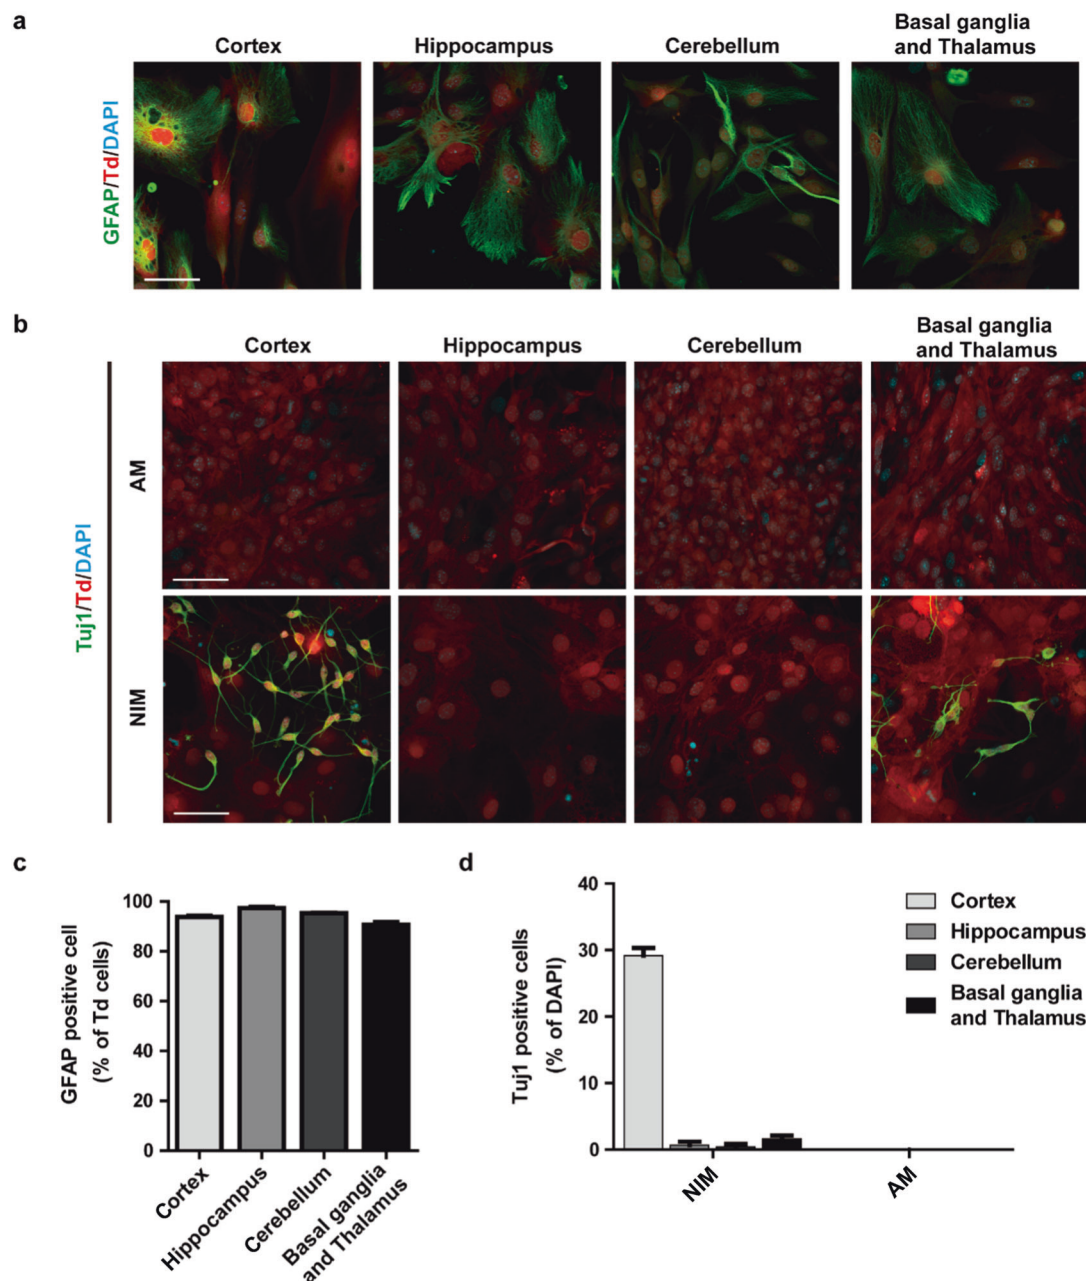 a
Cortex
Hippocampus
Cerebellum
Basal ganglia
and Thalamus
GFAP/Td/DAPI
b
Cortex
Hippocampus
Cerebellum
Basal ganglia
and Thalamus
Tuj1/Td/DAPI
AM
NIM
c
GFAP positive cell
(% of Td cells)
100
80
60
40
20
0
Cortex
Hippocampus
Cerebellum
Basal ganglia
and Thalamus
d
Tuj1 positive cells
(% of DAPI)
40
30
20
10
0
NIM
AM
Cortex
Hippocampus
Cerebellum
Basal ganglia
and Thalamus